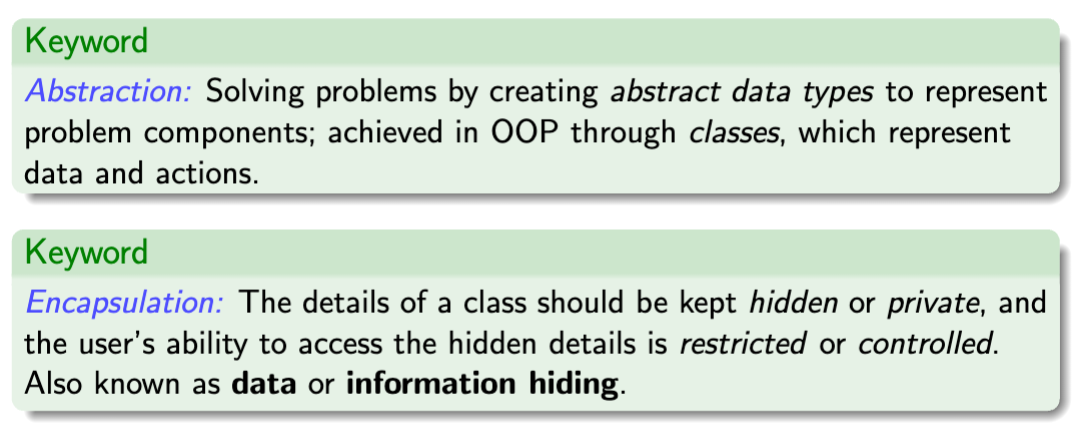 Keyword
Abstraction: Solving problems by creating abstract data types to represent
problem components; achieved in OOP through classes, which represent
data and actions.
Keyword
Encapsulation: The details of a class should be kept hidden or private, and
the user's ability to access the hidden details is restricted or controlled.
Also known as data or information hiding.